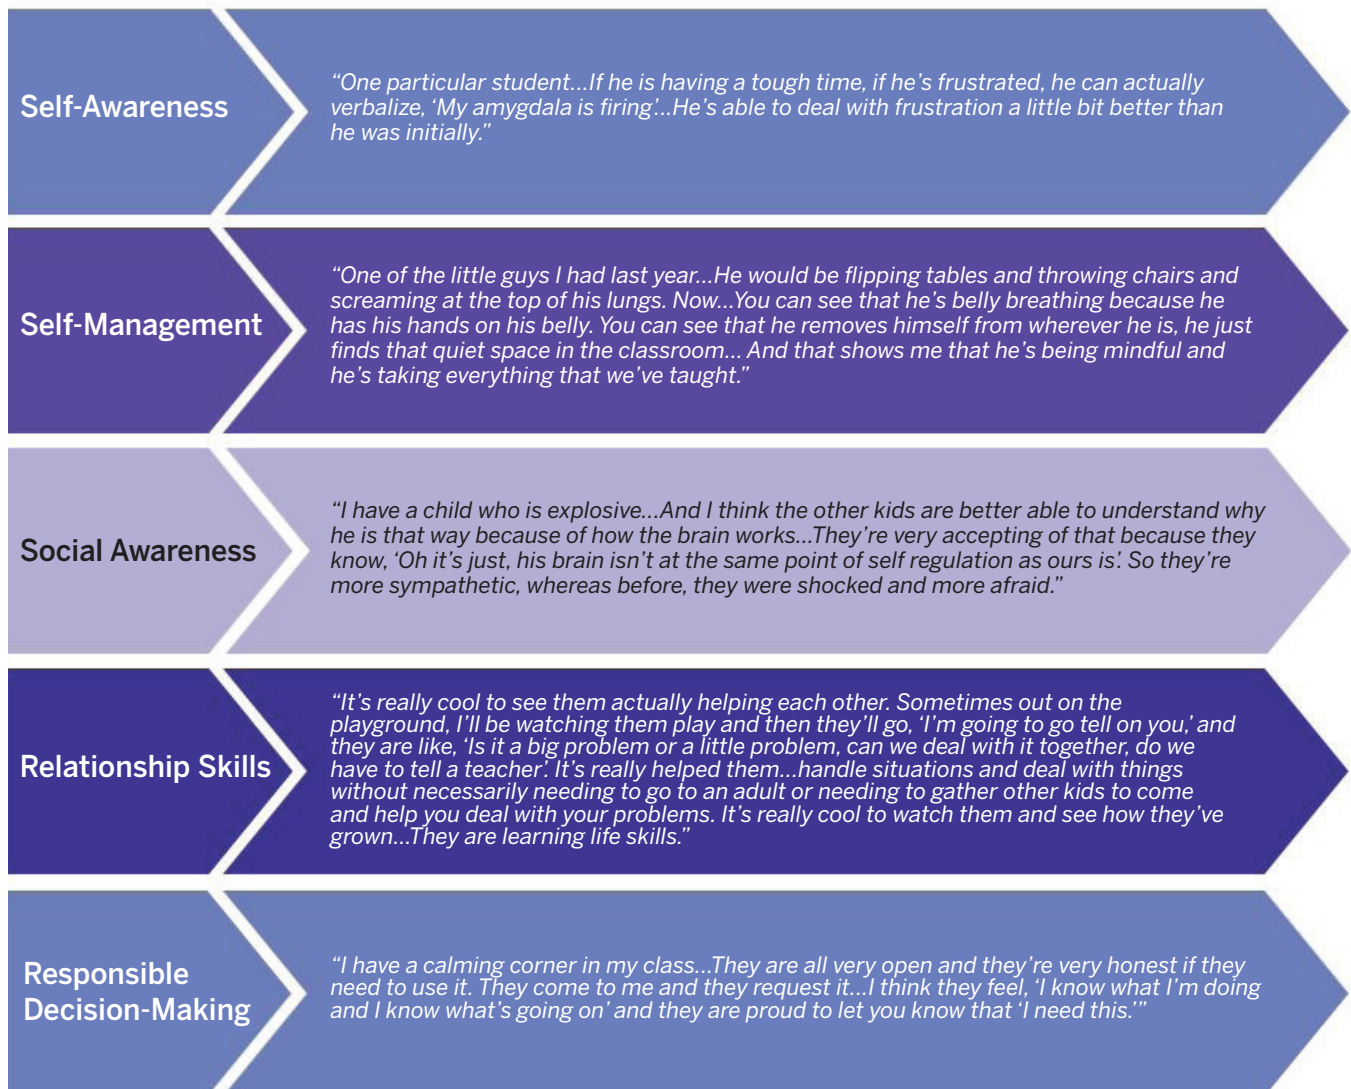 Self-Awareness
“One particular student...If he is having a tough time, if he’s frustrated, he can actually
verbalize, ‘My amygdala is firing’...He’s able to deal with frustration a little bit better than
he was initially.”
Self-Management
“One of the little guys I had last year...He would be flipping tables and throwing chairs and
screaming at the top of his lungs. Now...You can see that he’s belly breathing because he
has his hands on his belly. You can see that he removes himself from wherever he is, he just
finds that quiet space in the classroom... And that shows me that he’s being mindful and
he’s taking everything that we’ve taught.”
Social Awareness
“I have a child who is explosive...And I think the other kids are better able to understand why
he is that way because of how the brain works...They’re very accepting of that because they
know, ‘Oh it’s just, his brain isn’t at the same point of self regulation as ours is’. So they’re
more sympathetic, whereas before, they were shocked and more afraid.”
Relationship Skills
“It’s really cool to see them actually helping each other. Sometimes out on the
playground, I’ll be watching them play and then they’ll go, ‘I’m going to go tell on you,’ and
they are like, ‘Is it a big problem or a little problem, can we deal with it together, do we
have to tell a teacher’. It’s really helped them...handle situations and deal with things
without necessarily needing to go to an adult or needing to gather other kids to come
and help you deal with your problems. It’s really cool to watch them and see how they’ve
grown...They are learning life skills.”
Responsible
Decision-Making
“I have a calming corner in my class...They are all very open and they’re very honest if they
need to use it. They come to me and they request it...I think they feel, ‘I know what I’m doing
and I know what’s going on’ and they are proud to let you know that ‘I need this.’”